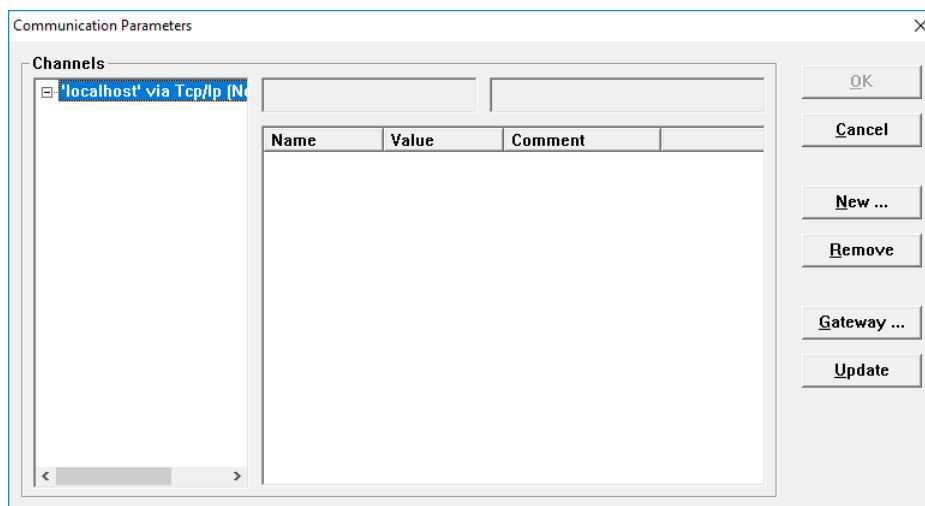 Communication Parameters
Channels
'localhost' via Tcp/Ip (N
Name Value Comment
OK
Cancel
New ...
Remove
Gateway ...
Update